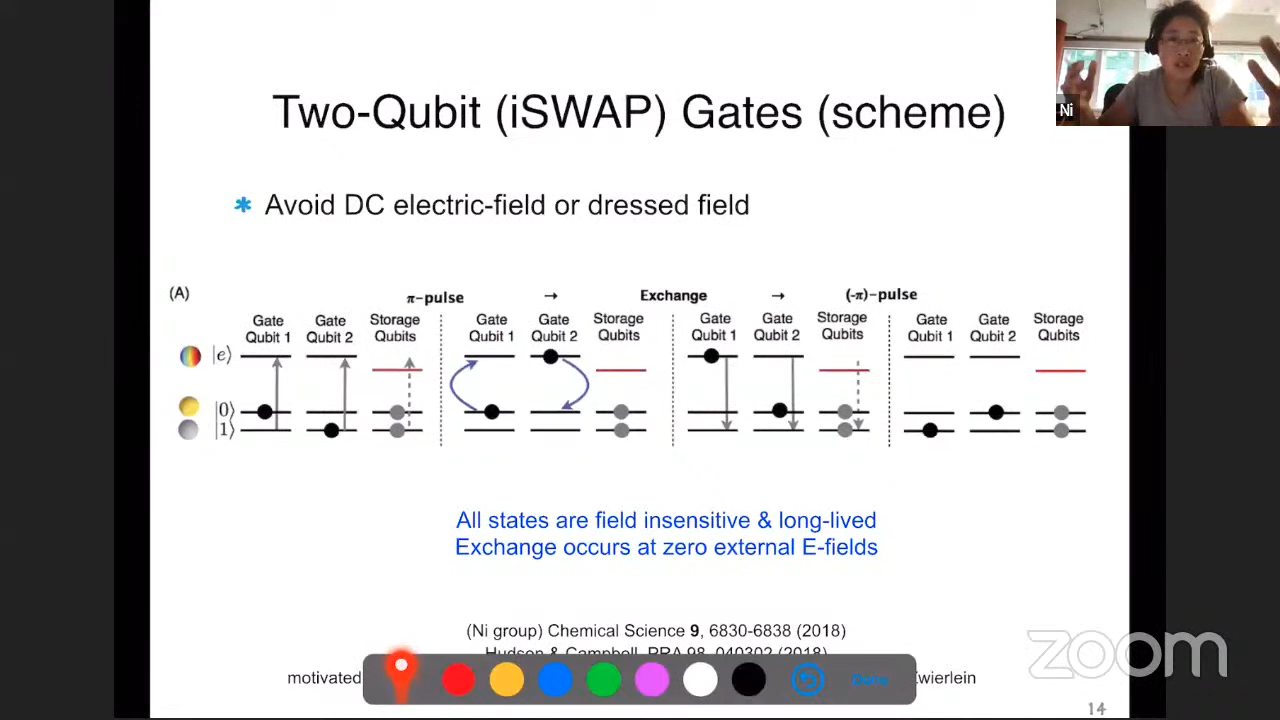 Ni
Two-Qubit (iSWAP) Gates (scheme)
* Avoid DC electric-field or dressed field
(A)
π-pulse → Exchange → (-π)-pulse
Gate Qubit 1 Gate Qubit 2 Storage Qubits Gate Qubit 1 Gate Qubit 2 Storage Qubits Gate Qubit 1 Gate Qubit 2 Storage Qubits Gate Qubit 1 Gate Qubit 2 Storage Qubits
|e⟩
|0⟩
|1⟩
All states are field insensitive & long-lived
Exchange occurs at zero external E-fields
(Ni group) Chemical Science 9, 6830-6838 (2018)
Hudson & Campbell, PRA 98, 040302 (2018)
motivated Zwierlein
Done
zoom
14